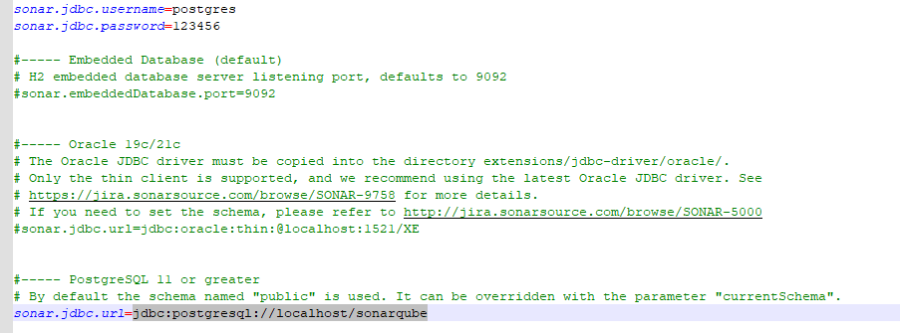 sonar.jdbc.username=postgres
sonar.jdbc.password=123456
#----- Embedded Database (default)
# H2 embedded database server listening port, defaults to 9092
#sonar.embeddedDatabase.port=9092
#----- Oracle 19c/21c
# The Oracle JDBC driver must be copied into the directory extensions/jdbc-driver/oracle/.
# Only the thin client is supported, and we recommend using the latest Oracle JDBC driver. See
# https://jira.sonarsource.com/browse/SONAR-9758 for more details.
# If you need to set the schema, please refer to http://jira.sonarsource.com/browse/SONAR-5000
#sonar.jdbc.url=jdbc:oracle:thin:@localhost:1521/XE
#----- PostgreSQL 11 or greater
# By default the schema named "public" is used. It can be overridden with the parameter "currentSchema".
sonar.jdbc.url=jdbc:postgresql://localhost/sonarqube